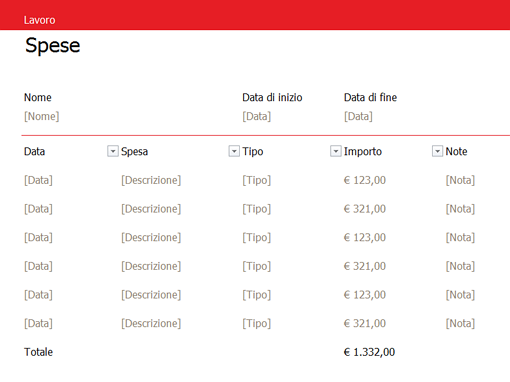 Lavoro
Spese
Nome Data di inizio Data di fine
[Nome] [Data] [Data]
Data Spesa Tipo Importo Note
[Data] [Descrizione] [Tipo] € 123,00 [Nota]
[Data] [Descrizione] [Tipo] € 321,00 [Nota]
[Data] [Descrizione] [Tipo] € 123,00 [Nota]
[Data] [Descrizione] [Tipo] € 321,00 [Nota]
[Data] [Descrizione] [Tipo] € 123,00 [Nota]
[Data] [Descrizione] [Tipo] € 321,00 [Nota]
Totale € 1.332,00